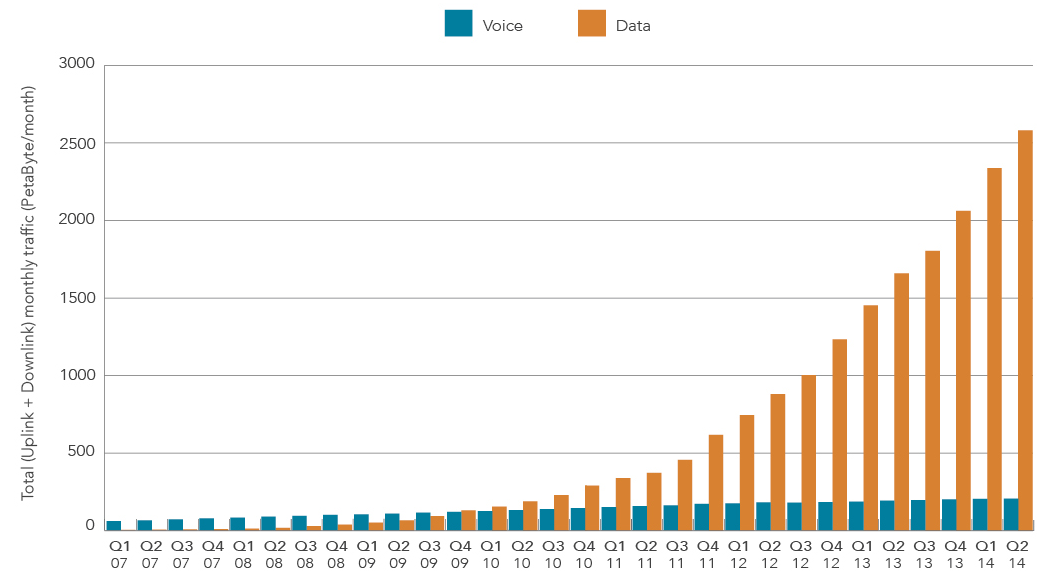 Voice Data
Total (Uplink + Downlink) monthly traffic (PetaByte/month)
3000
2500
2000
1500
1000
500
0
Q1 Q2 Q3 Q4 Q1 Q2 Q3 Q4 Q1 Q2 Q3 Q4 Q1 Q2 Q3 Q4 Q1 Q2 Q3 Q4 Q1 Q2 Q3 Q4 Q1 Q2 Q3 Q4 Q1 Q2
07 07 07 07 08 08 08 08 09 09 09 09 10 10 10 10 11 11 11 11 12 12 12 12 13 13 13 13 14 14